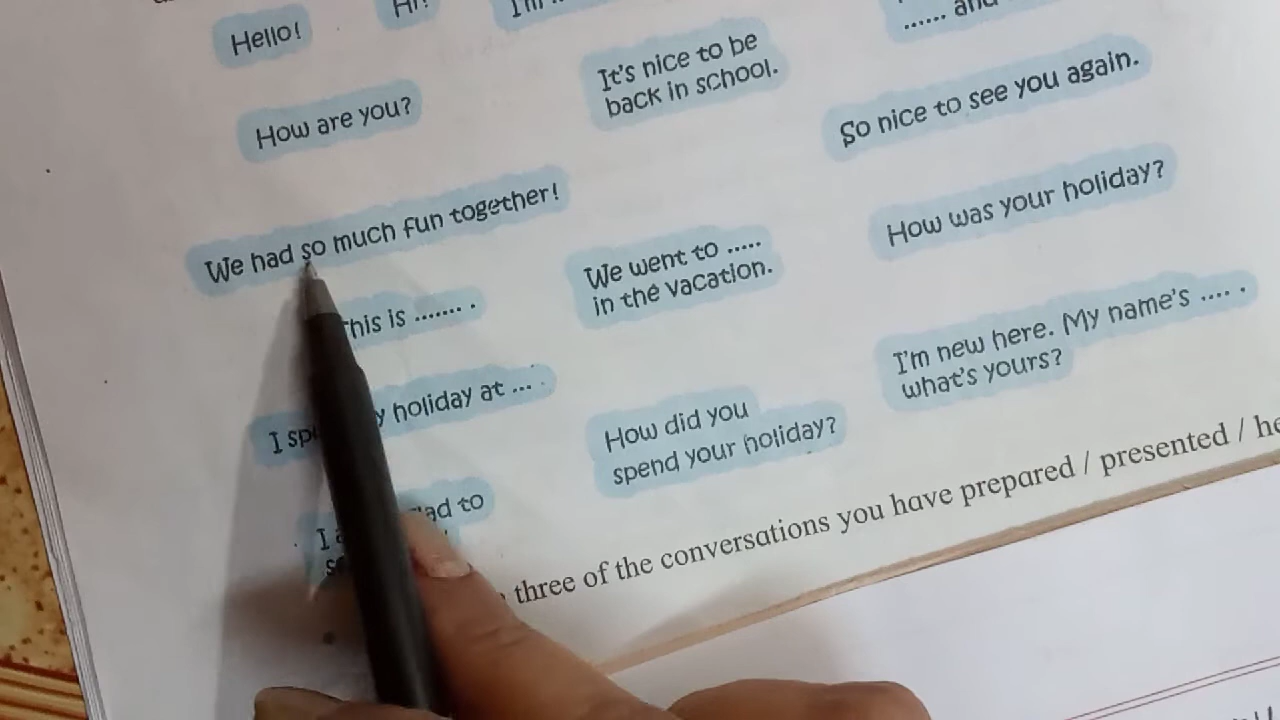 Hello!
Hi!
I'm
...... and
How are you?
It's nice to be
back in school.
So nice to see you again.
We had so much fun together!
We went to .....
in the vacation.
How was your holiday?
This is ....... .
I'm new here. My name's .... .
what's yours?
I holiday at ... .
How did you
spend your holiday?
I to
three of the conversations you have prepared / presented /